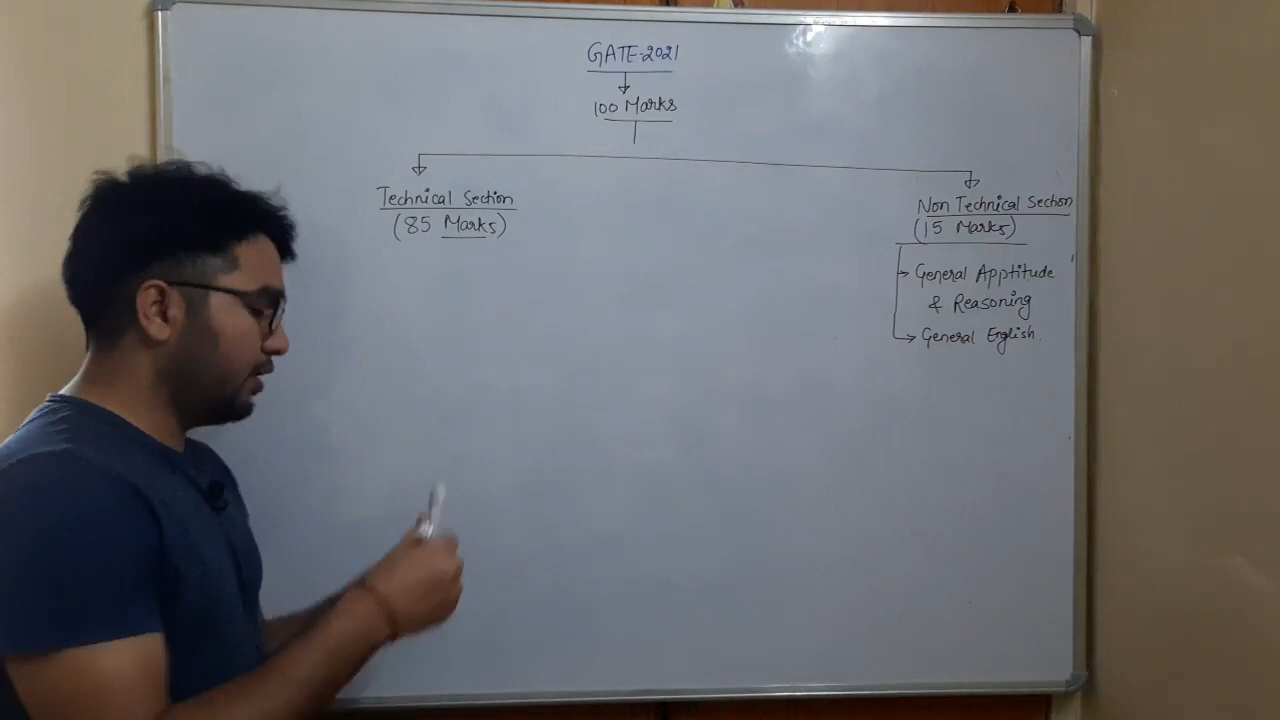 GATE-2021
100 Marks
Technical Section
(85 Marks)
Non Technical Section
(15 Marks)
General Apptitude
& Reasoning
General English.